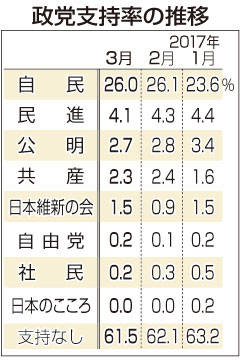 政党支持率の推移
2017年
3月 2月 1月
自民 26.0 26.1 23.6%
民進 4.1 4.3 4.4
公明 2.7 2.8 3.4
共産 2.3 2.4 1.6
日本維新の会 1.5 0.9 1.5
自由党 0.2 0.1 0.2
社民 0.2 0.3 0.5
日本のこころ 0.0 0.0 0.2
支持なし 61.5 62.1 63.2